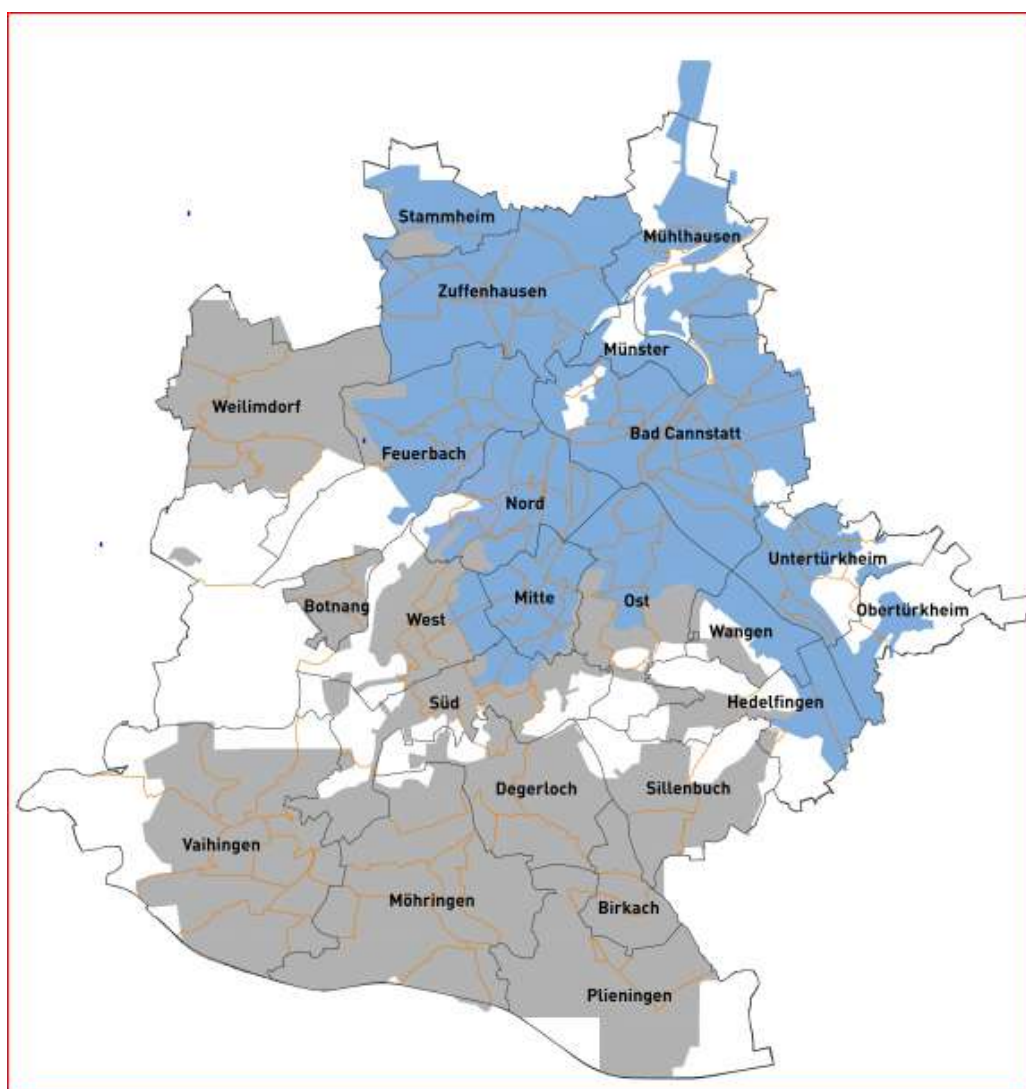 Stammheim
Mühlhausen
Zuffenhausen
Münster
Weilimdorf
Bad Cannstatt
Feuerbach
Nord
Untertürkheim
Mitte
Ost
Botnang
West
Obertürkheim
Wangen
Süd
Hedelfingen
Degerloch
Sillenbuch
Vaihingen
Möhringen
Birkach
Plieningen